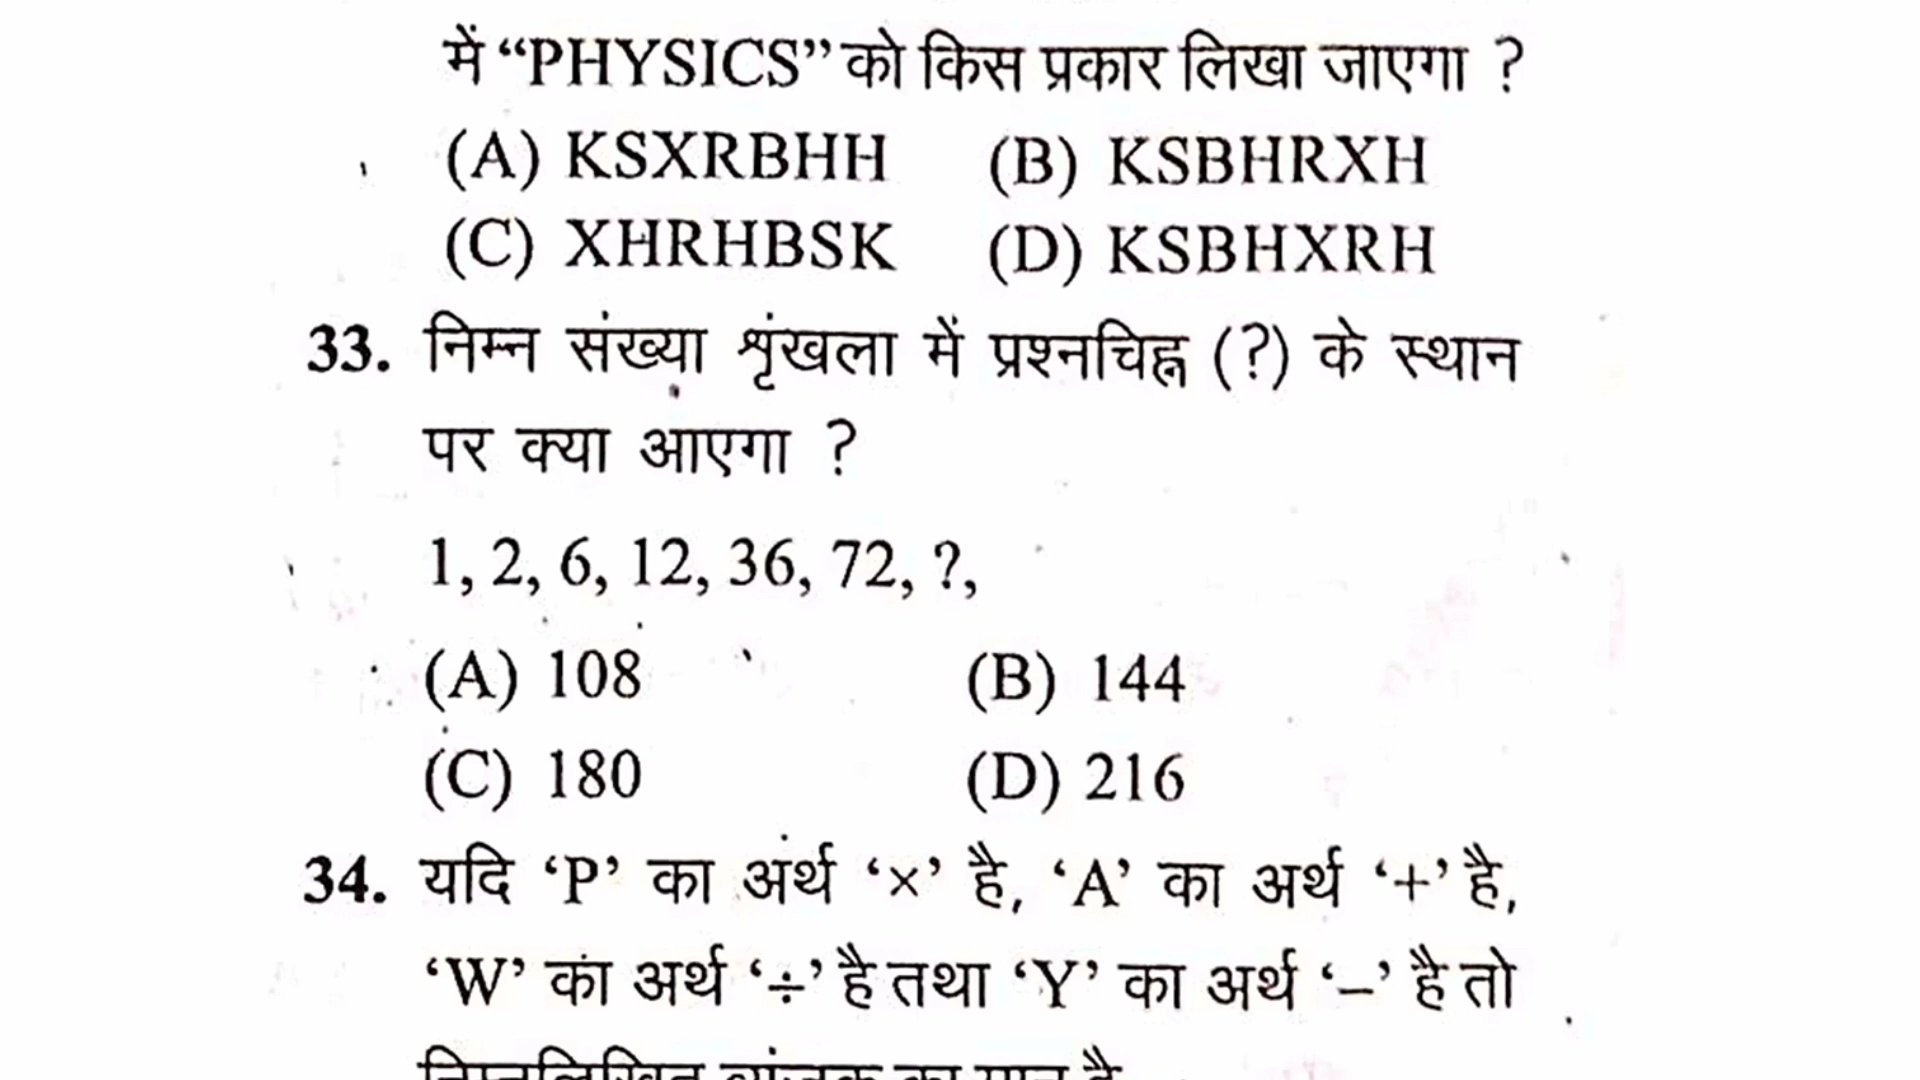 में “PHYSICS” को किस प्रकार लिखा जाएगा ?
(A) KSXRBHH (B) KSBHRXH
(C) XHRHBSK (D) KSBHXRH
33. निम्न संख्या शृंखला में प्रश्नचिह्न (?) के स्थान
पर क्या आएगा ?
1, 2, 6, 12, 36, 72, ?,
(A) 108 (B) 144
(C) 180 (D) 216
34. यदि ‘P’ का अर्थ ‘×’ है, ‘A’ का अर्थ ‘+’ है,
‘W’ का अर्थ ‘÷’ है तथा ‘Y’ का अर्थ ‘–’ है तो